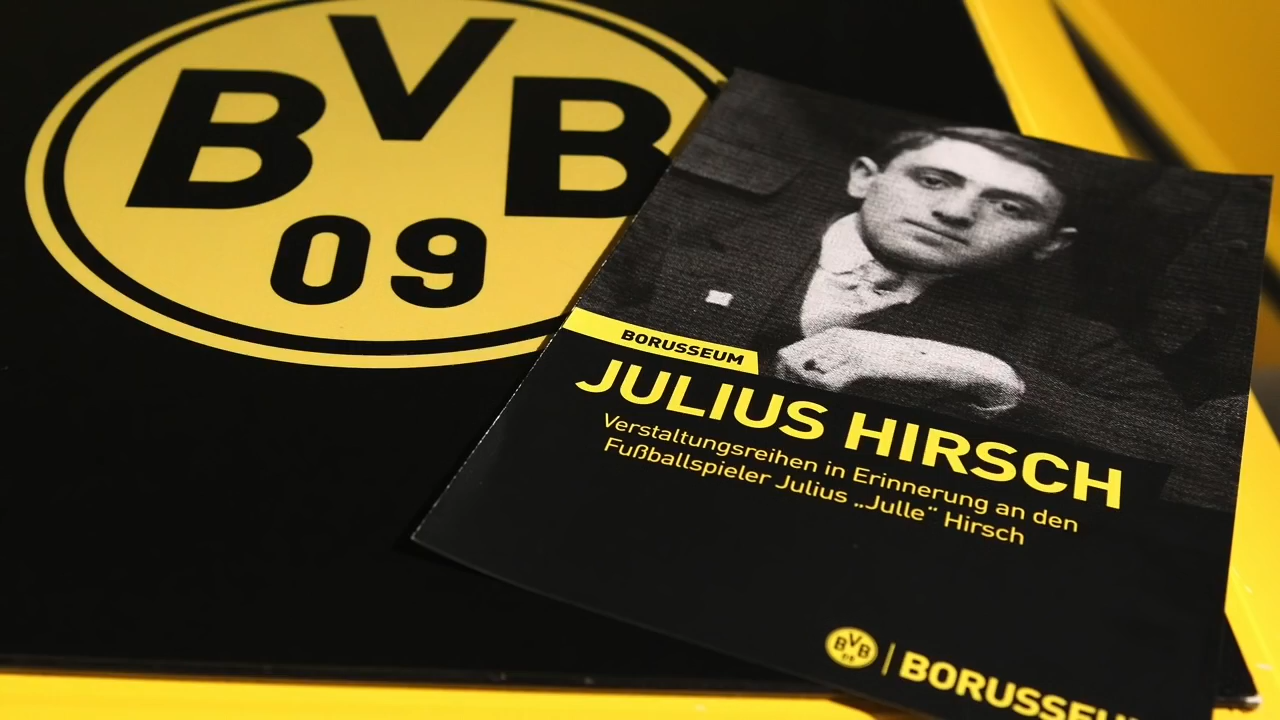 BVB
09
BORUSSEUM
JULIUS HIRSCH
Verstaltungsreihen in Erinnerung an den
Fußballspieler Julius „Julle“ Hirsch
BVB
09
BORUSSEU